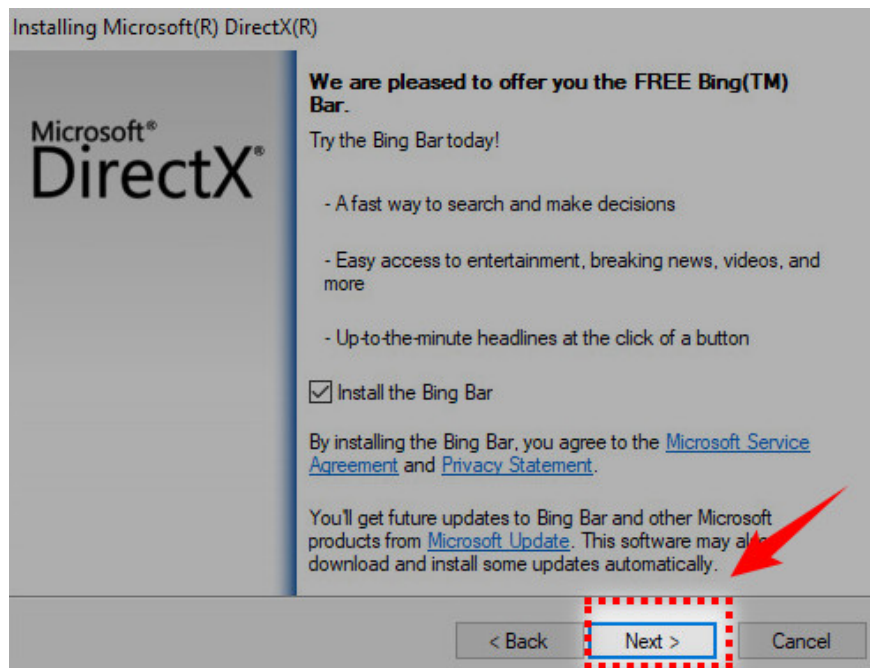 Installing Microsoft(R) DirectX(R)
Microsoft®
DirectX®
We are pleased to offer you the FREE Bing(TM)
Bar.
Try the Bing Bar today!
- A fast way to search and make decisions
- Easy access to entertainment, breaking news, videos, and
more
- Up-to-the-minute headlines at the click of a button
Install the Bing Bar
By installing the Bing Bar, you agree to the Microsoft Service
Agreement and Privacy Statement.
You'll get future updates to Bing Bar and other Microsoft
products from Microsoft Update. This software may also
download and install some updates automatically.
< Back Next > Cancel